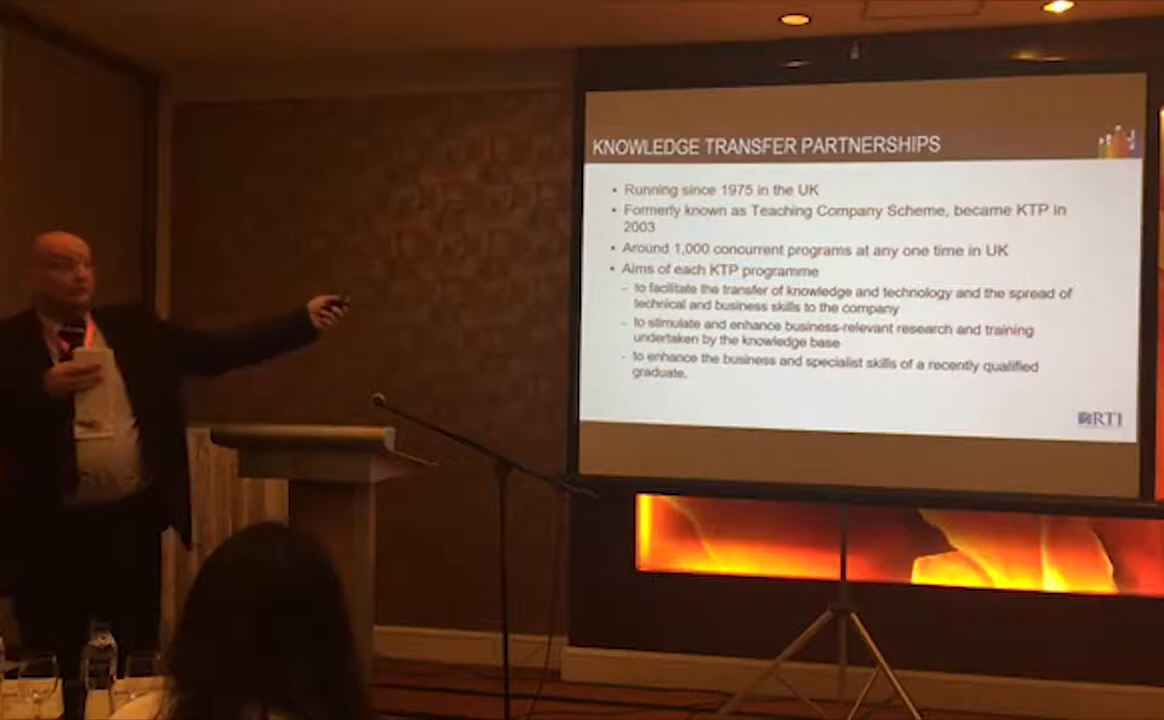 KNOWLEDGE TRANSFER PARTNERSHIPS
• Running since 1975 in the UK
• Formerly known as Teaching Company Scheme, became KTP in
2003
• Around 1,000 concurrent programs at any one time in UK
• Aims of each KTP programme
- to facilitate the transfer of knowledge and technology and the spread of
technical and business skills to the company
- to stimulate and enhance business-relevant research and training
undertaken by the knowledge base
- to enhance the business and specialist skills of a recently qualified
graduate.
RTI